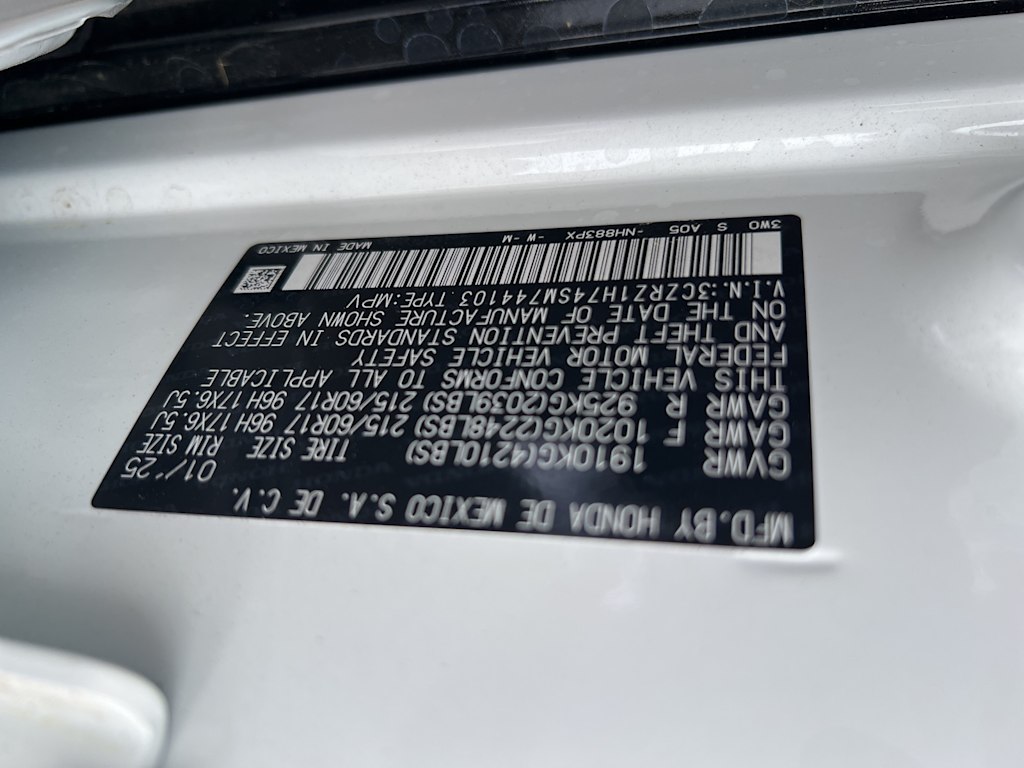 MFD.BY HONDA DE MEXICO S.A. DE C.V. 01/'25
GVWR 1910KG(4210LBS) TIRE SIZE RIM SIZE
GAWR F 1020KG(2248LBS) 215/60R17 96H 17X6.5J
GAWR R 925KG(2039LBS) 215/60R17 96H 17X6.5J
THIS VEHICLE CONFORMS TO ALL APPLICABLE
FEDERAL MOTOR VEHICLE SAFETY
AND THEFT PREVENTION STANDARDS IN EFFECT
ON THE DATE OF MANUFACTURE SHOWN ABOVE.
V.I.N.:3CZRZ1H74SM744103 TYPE:MPV
3W0 S A05 -NH883PX -W -M MADE IN MEXICO